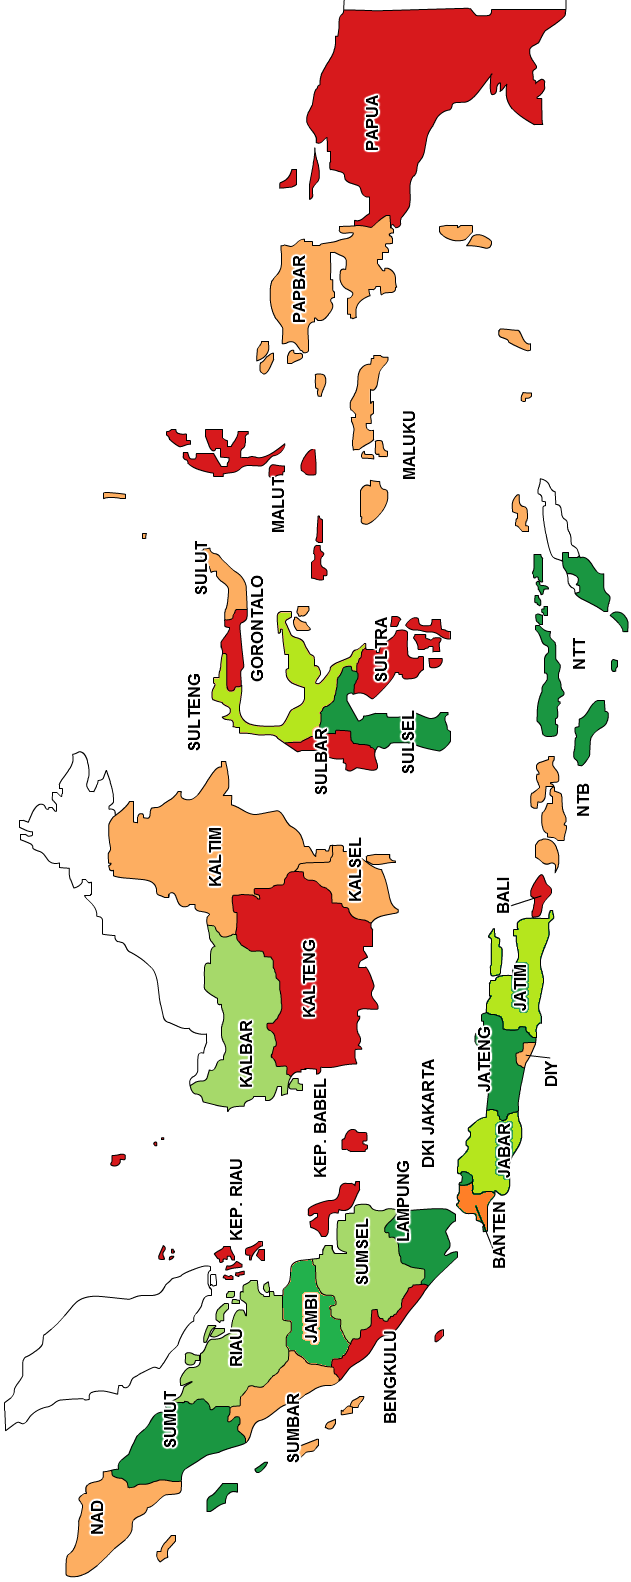 NAD
SUMUT
RIAU
KEP. RIAU
SUMBAR
JAMBI
SUMSEL
BENGKULU
LAMPUNG
KEP. BABEL
DKI JAKARTA
BANTEN
JABAR
JATENG
DIY
JATIM
BALI
KALBAR
KALTENG
KALTIM
KALSEL
NTB
NTT
SULTENG
SULUT
GORONTALO
SULBAR
SULSEL
SULTRA
MALUT
MALUKU
PAPBAR
PAPUA